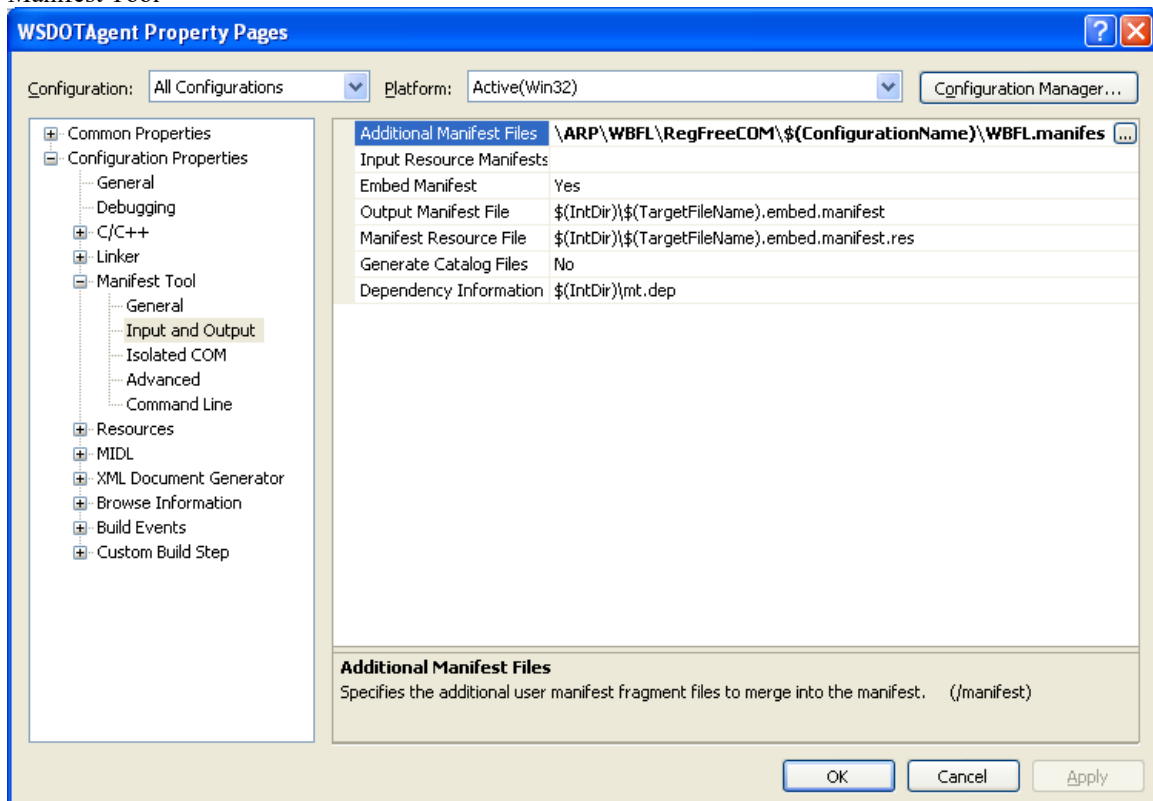 Manifest Tool
WSDOTAgent Property Pages
Configuration: All Configurations Platform: Active(Win32) Configuration Manager...
Common Properties
Configuration Properties
General
Debugging
C/C++
Linker
Manifest Tool
General
Input and Output
Isolated COM
Advanced
Command Line
Resources
MIDL
XML Document Generator
Browse Information
Build Events
Custom Build Step
Additional Manifest Files \ARP\WBFL\RegFreeCOM\$(ConfigurationName)\WBFL.manifes ...
Input Resource Manifests
Embed Manifest Yes
Output Manifest File $(IntDir)\$(TargetFileName).embed.manifest
Manifest Resource File $(IntDir)\$(TargetFileName).embed.manifest.res
Generate Catalog Files No
Dependency Information $(IntDir)\mt.dep
Additional Manifest Files
Specifies the additional user manifest fragment files to merge into the manifest. (/manifest)
OK Cancel Apply